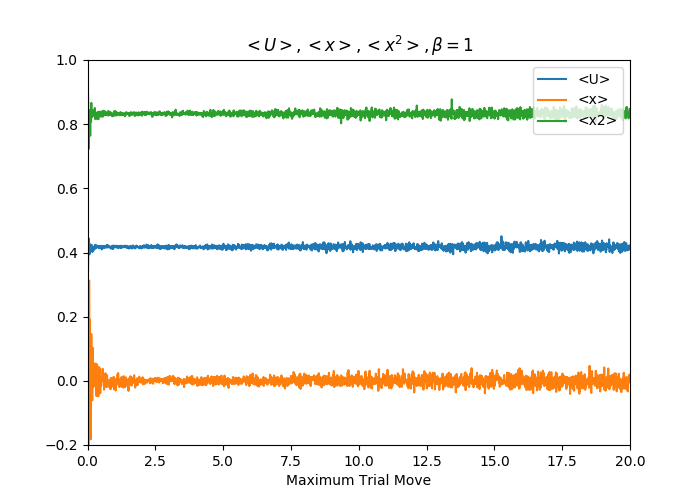 < U > , < x > , < x² > , β = 1
1.0
0.8
0.6
0.4
0.2
0.0
−0.2
<U>
<x>
<x2>
0.0 2.5 5.0 7.5 10.0 12.5 15.0 17.5 20.0
Maximum Trial Move